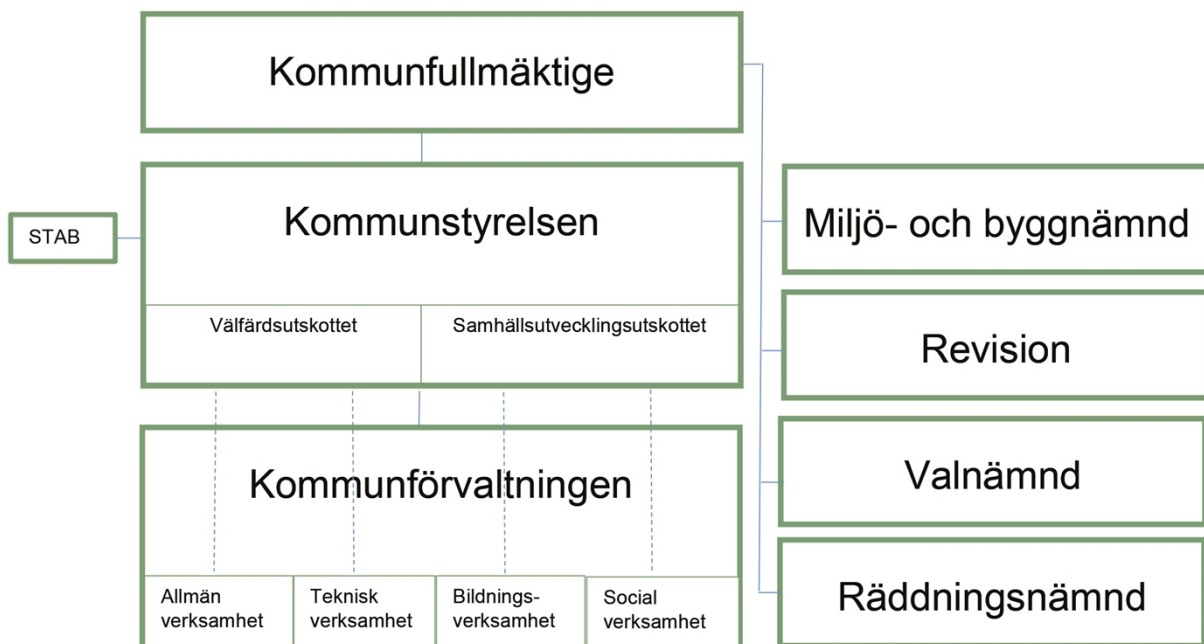 Kommunfullmäktige
Kommunstyrelsen
STAB
Välfärdsutskottet
Samhällsutvecklingsutskottet
Kommunförvaltningen
Allmän
verksamhet
Teknisk
verksamhet
Bildnings-
verksamhet
Social
verksamhet
Miljö- och byggnämnd
Revision
Valnämnd
Räddningsnämnd